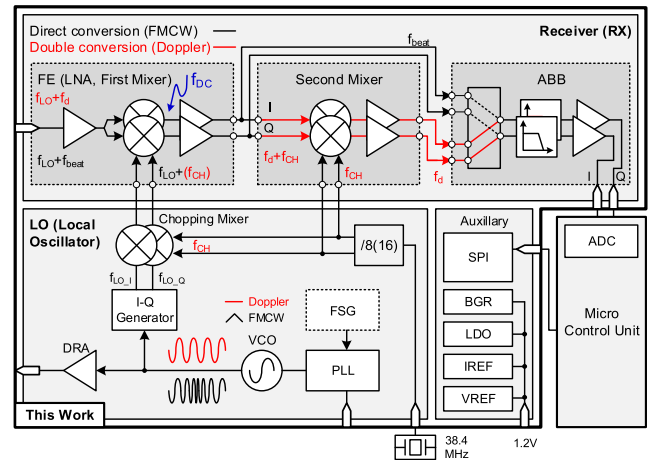 Direct conversion (FMCW)
Receiver (RX)
Double conversion (Doppler)
fbeat
FE (LNA, First Mixer)
fDC
Second Mixer
ABB
fLO+fd
I
Q
fLO+fbeat
fLO+(fCH)
fd+fCH
fCH
fd
I
Q
LO (Local
Oscillator)
Chopping Mixer
fCH
/8(16)
fLO_I
fLO_Q
I-Q
Generator
Doppler
FMCW
FSG
DRA
VCO
PLL
Auxillary
SPI
BGR
LDO
IREF
VREF
ADC
Micro
Control Unit
This Work
38.4
MHz
1.2V